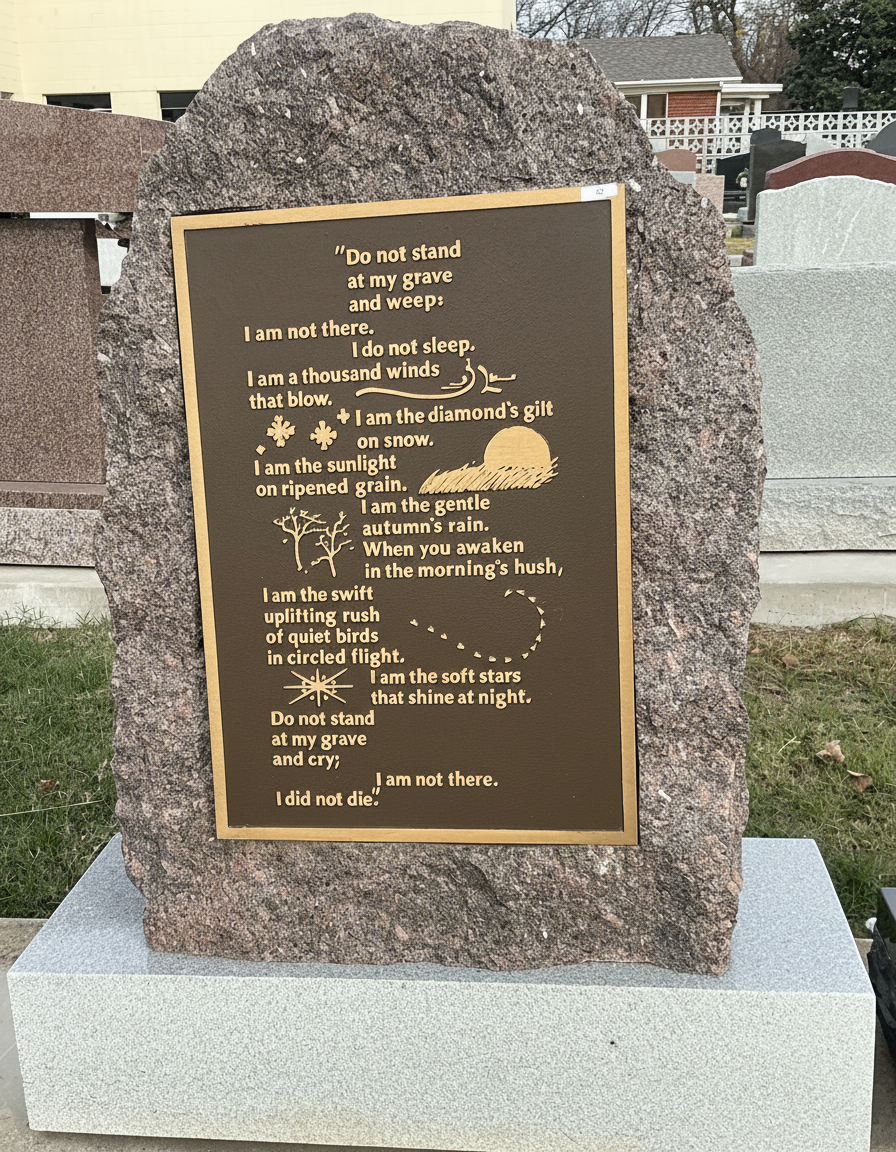 "Do not stand
at my grave
and weep:
I am not there.
I do not sleep.
I am a thousand winds
that blow.
I am the diamond's gilt
on snow.
I am the sunlight
on ripened grain.
I am the gentle
autumn's rain.
When you awaken
in the morning's hush,
I am the swift
uplifting rush
of quiet birds
in circled flight.
I am the soft stars
that shine at night.
Do not stand
at my grave
and cry;
I am not there.
I did not die."